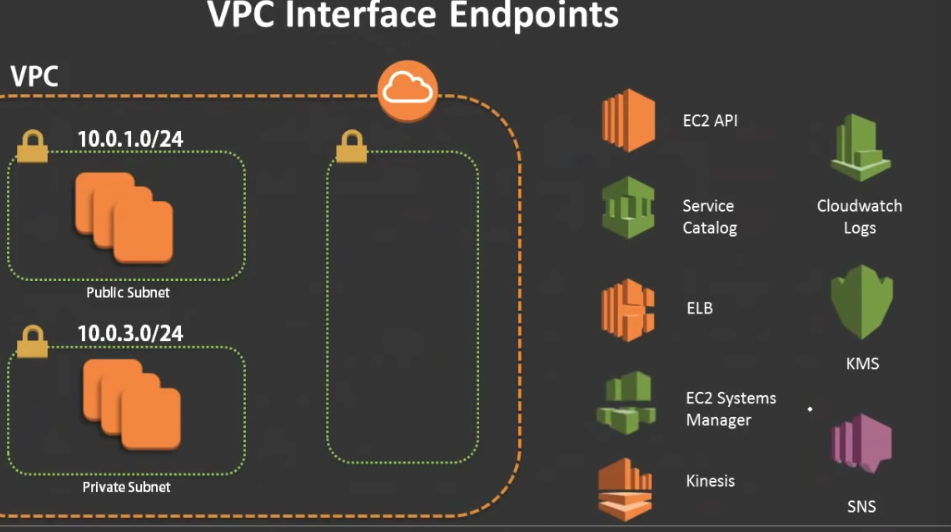 VPC Interface Endpoints
VPC
10.0.1.0/24
Public Subnet
10.0.3.0/24
Private Subnet
EC2 API
Service
Catalog
ELB
EC2 Systems
Manager
Kinesis
Cloudwatch
Logs
KMS
SNS